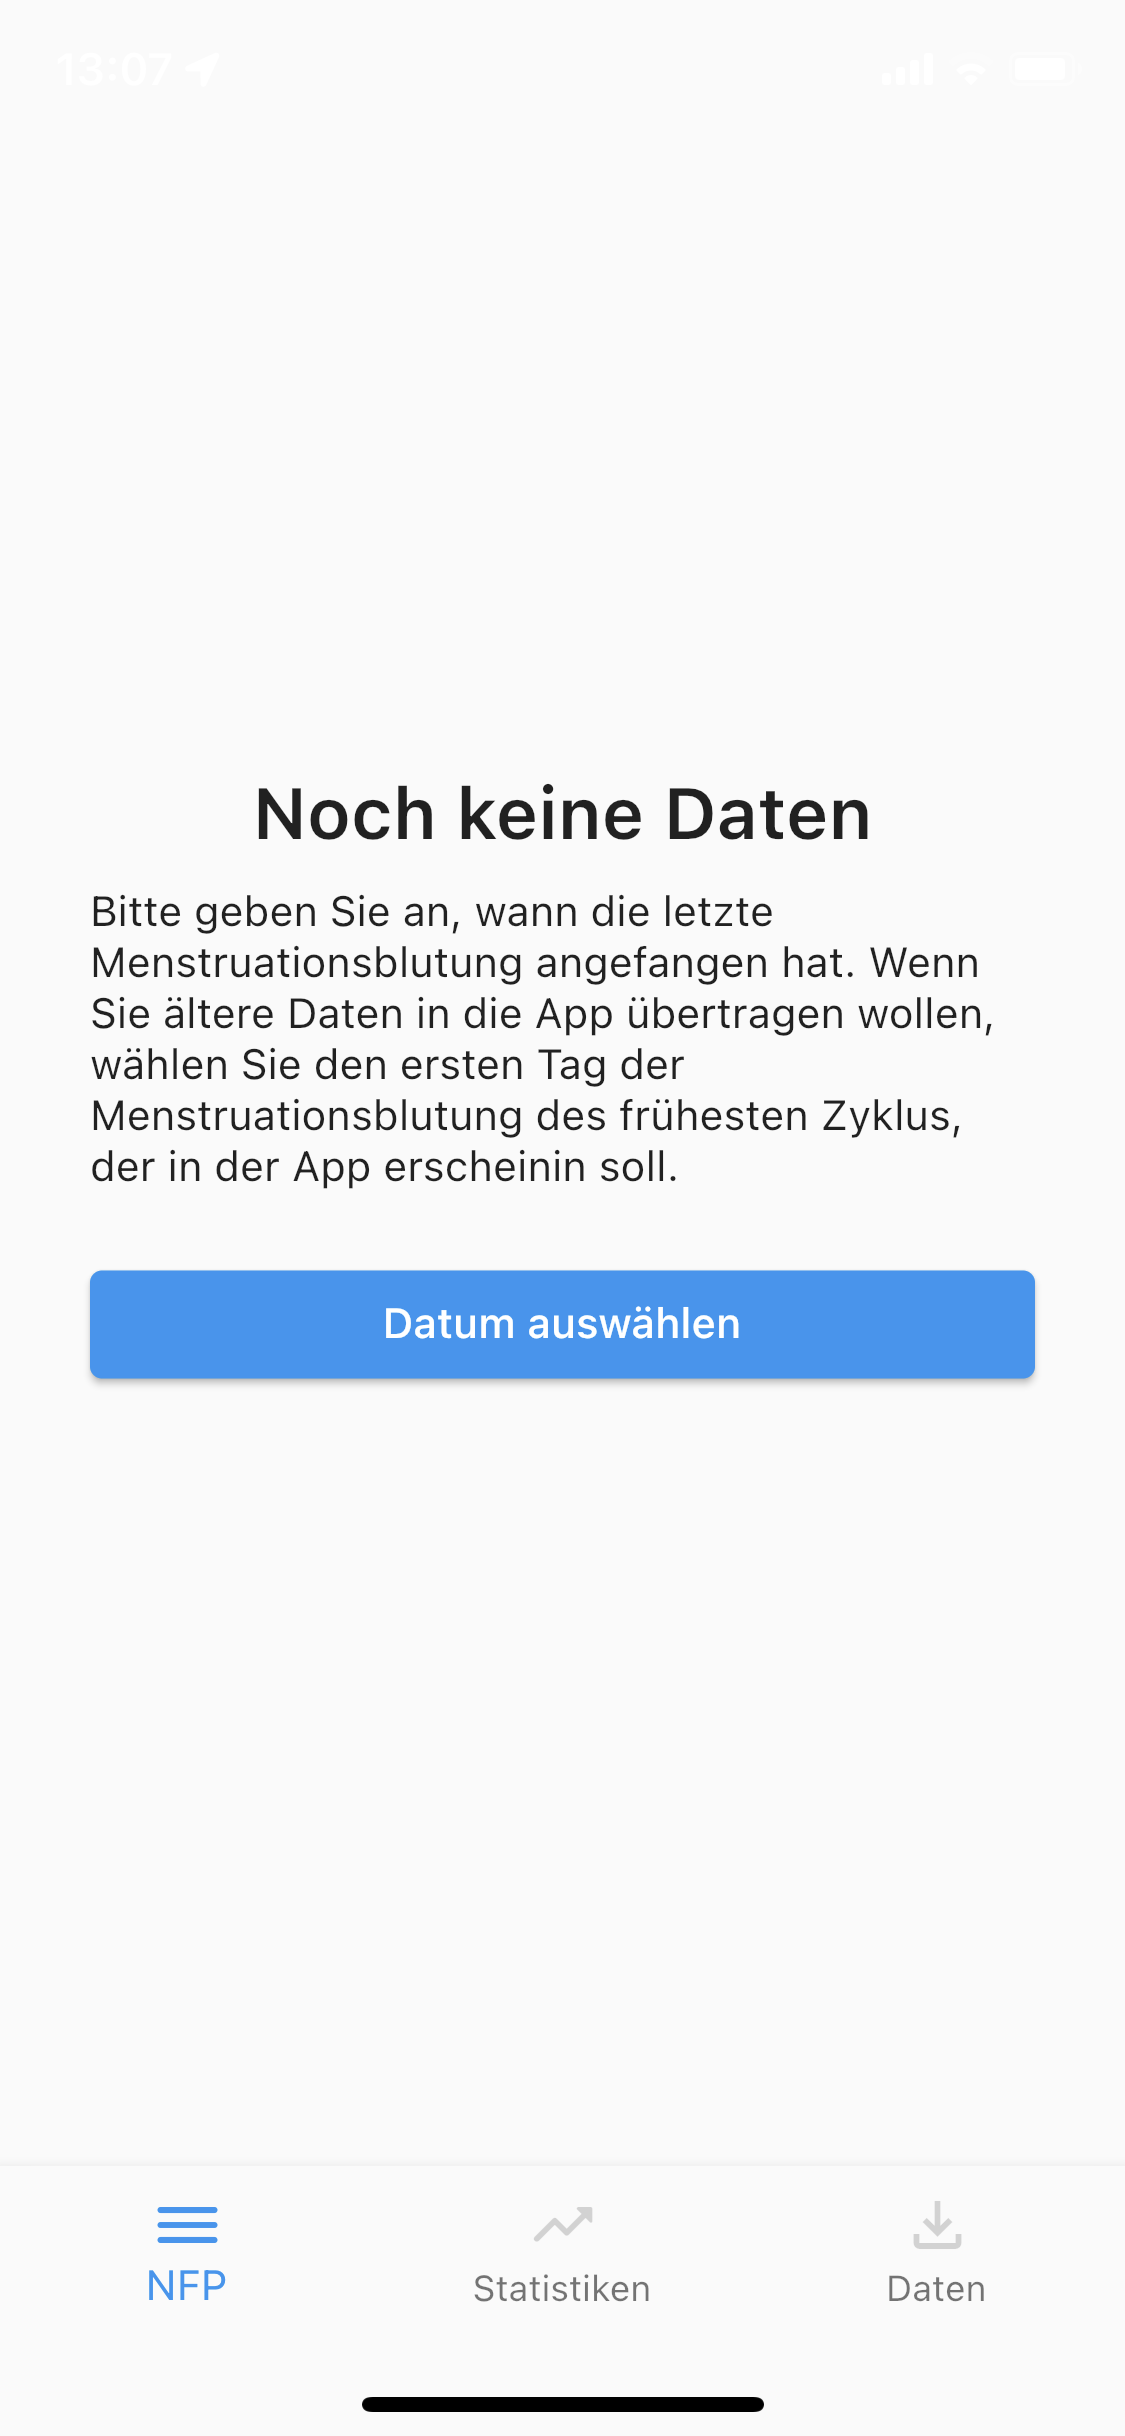 13:07
Noch keine Daten
Bitte geben Sie an, wann die letzte
Menstruationsblutung angefangen hat. Wenn
Sie ältere Daten in die App übertragen wollen,
wählen Sie den ersten Tag der
Menstruationsblutung des frühesten Zyklus,
der in der App erscheinin soll.
Datum auswählen
NFP
Statistiken
Daten